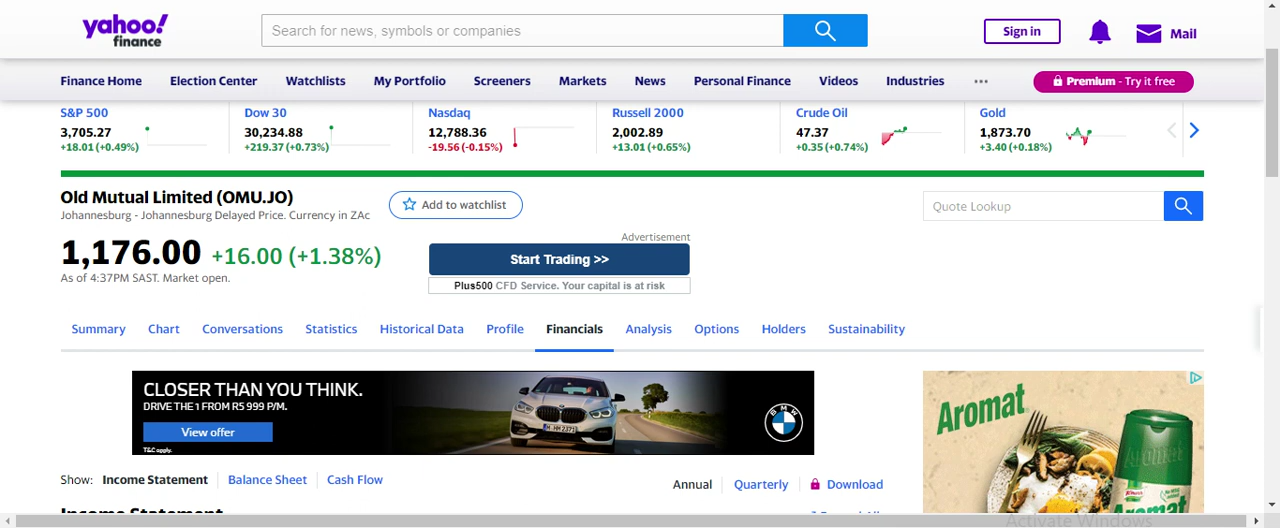 yahoo!
finance
Search for news, symbols or companies
Sign in
Mail
Finance Home Election Center Watchlists My Portfolio Screeners Markets News Personal Finance Videos Industries ... Premium - Try it free
S&P 500 Dow 30 Nasdaq Russell 2000 Crude Oil Gold
3,705.27 30,234.88 12,788.36 2,002.89 47.37 1,873.70
+18.01 (+0.49%) +219.37 (+0.73%) -19.56 (-0.15%) +13.01 (+0.65%) +0.35 (+0.74%) +3.40 (+0.18%)
Old Mutual Limited (OMU.JO)
Johannesburg - Johannesburg Delayed Price. Currency in ZAc
Add to watchlist
Quote Lookup
1,176.00 +16.00 (+1.38%)
As of 4:37PM SAST. Market open.
Advertisement
Start Trading >>
Plus500 CFD Service. Your capital is at risk
Summary Chart Conversations Statistics Historical Data Profile Financials Analysis Options Holders Sustainability
CLOSER THAN YOU THINK.
DRIVE THE 1 FROM R5 999 P/M.
View offer
T&C apply.
BMW
Aromat
AROMAT
Knorr
Aromat
Show: Income Statement Balance Sheet Cash Flow
Annual Quarterly Download
Income Statement
Activate Windows